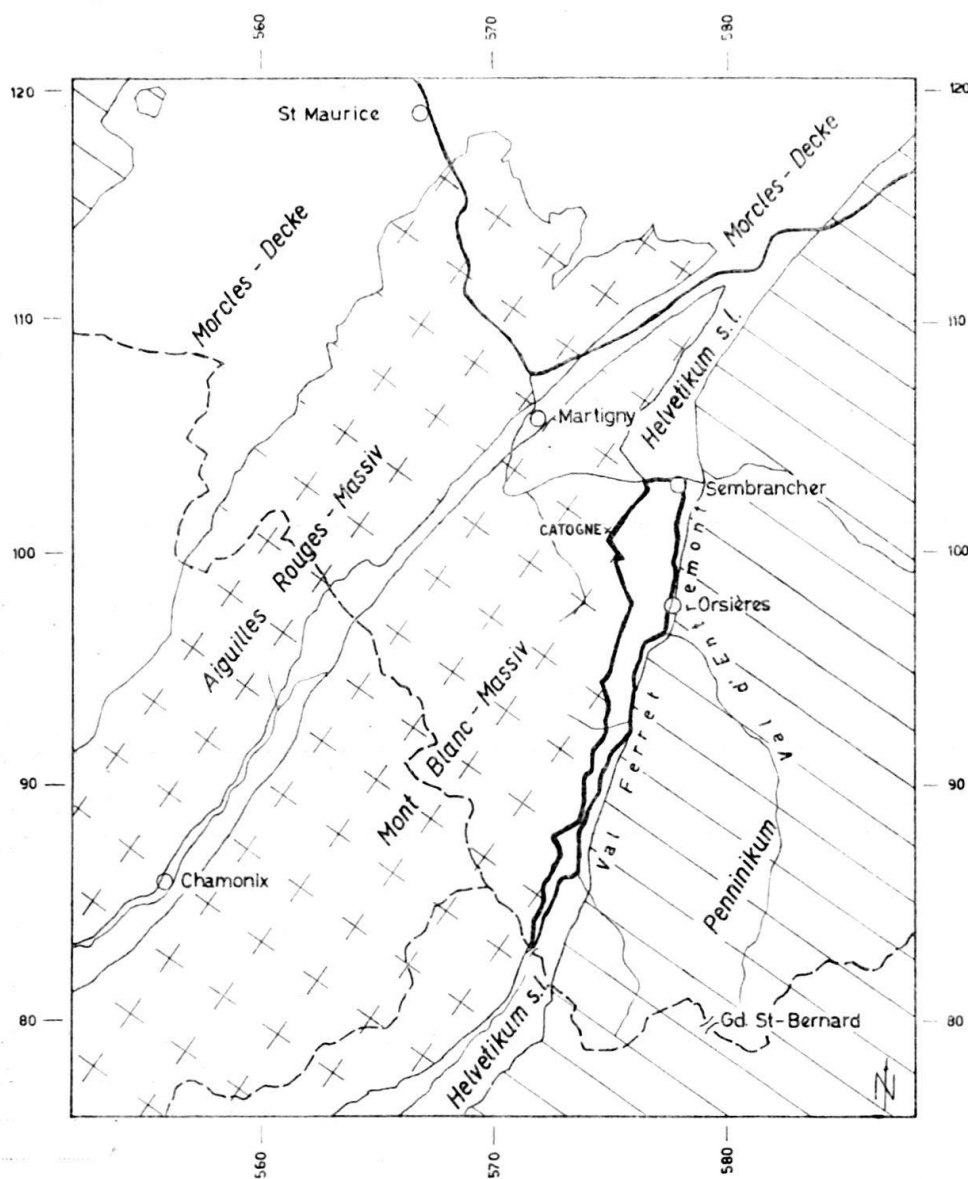 560
570
580
120
120
St Maurice
Morcles - Decke
Morcles - Decke
110
110
Helvetikum s.l.
Martigny
Sembrancher
CATOGNE
100
100
Aiguilles Rouges - Massiv
Orsières
Val d'Entremont
Mont Blanc - Massiv
Val Ferret
90
90
Chamonix
Penninikum
80
80
Gd. St-Bernard
Helvetikum s.l.
N
560
570
580